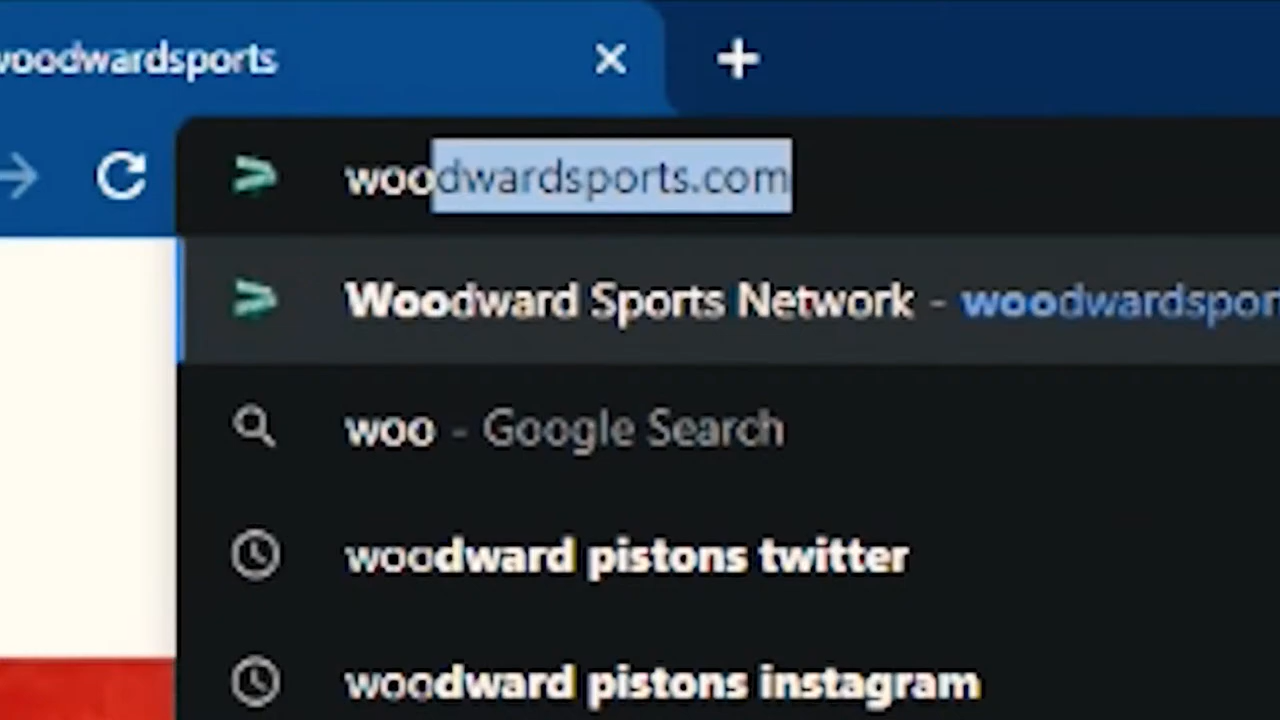 woodwardsports
woodwardsports.com
Woodward Sports Network - woodwardspor
woo - Google Search
woodward pistons twitter
woodward pistons instagram